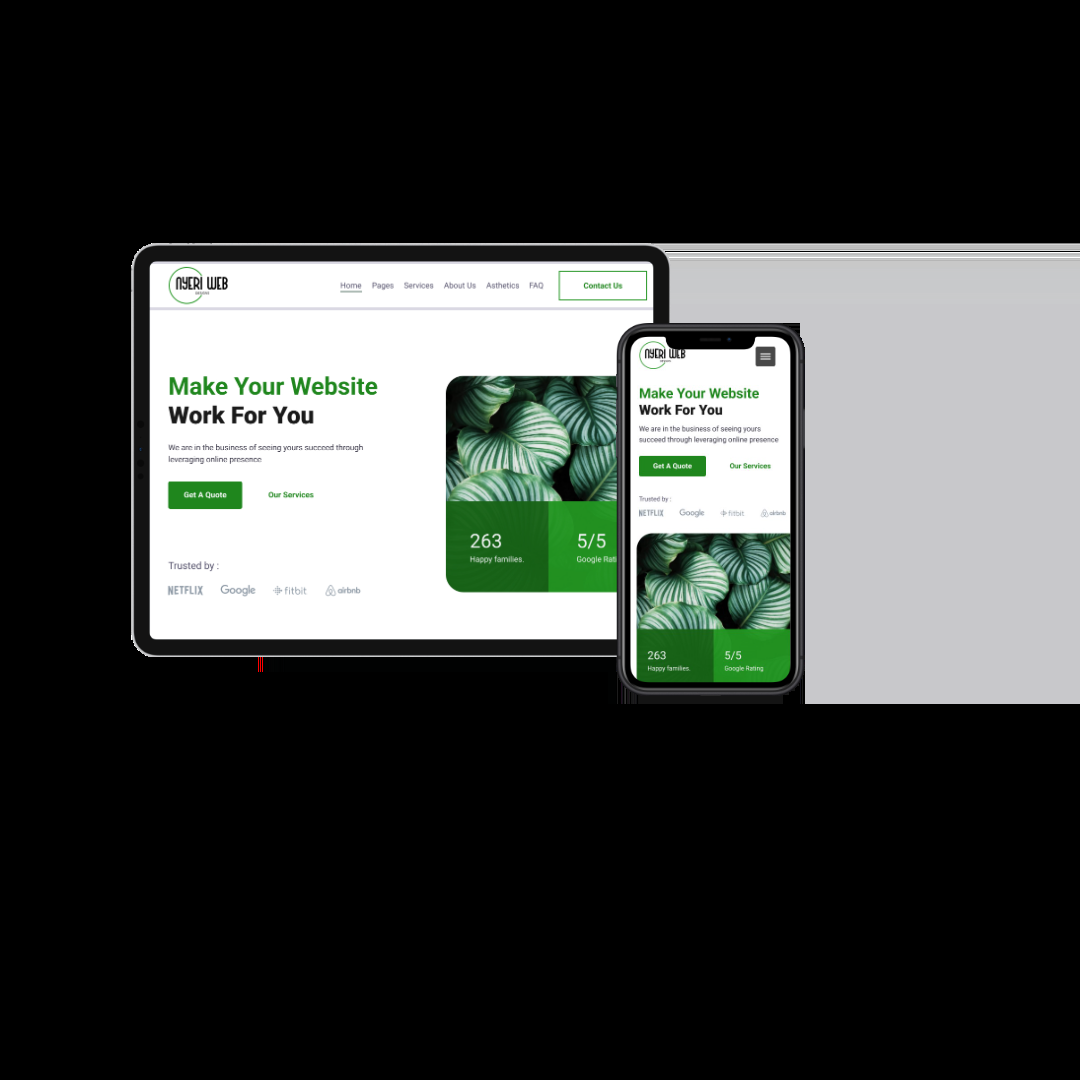 NYERI WEB
DESIGNS
Home Pages Services About Us Asthetics FAQ Contact Us
Make Your Website
Work For You
We are in the business of seeing yours succeed through
leveraging online presence
Get A Quote Our Services
263 5/5
Happy families. Google Rati
Trusted by :
NETFLIX Google fitbit airbnb
NYERI WEB
Make Your Website
Work For You
We are in the business of seeing yours
succeed through leveraging online presence
Get A Quote Our Services
Trusted by :
NETFLIX Google fitbit airbnb
263 5/5
Happy families. Google Rating